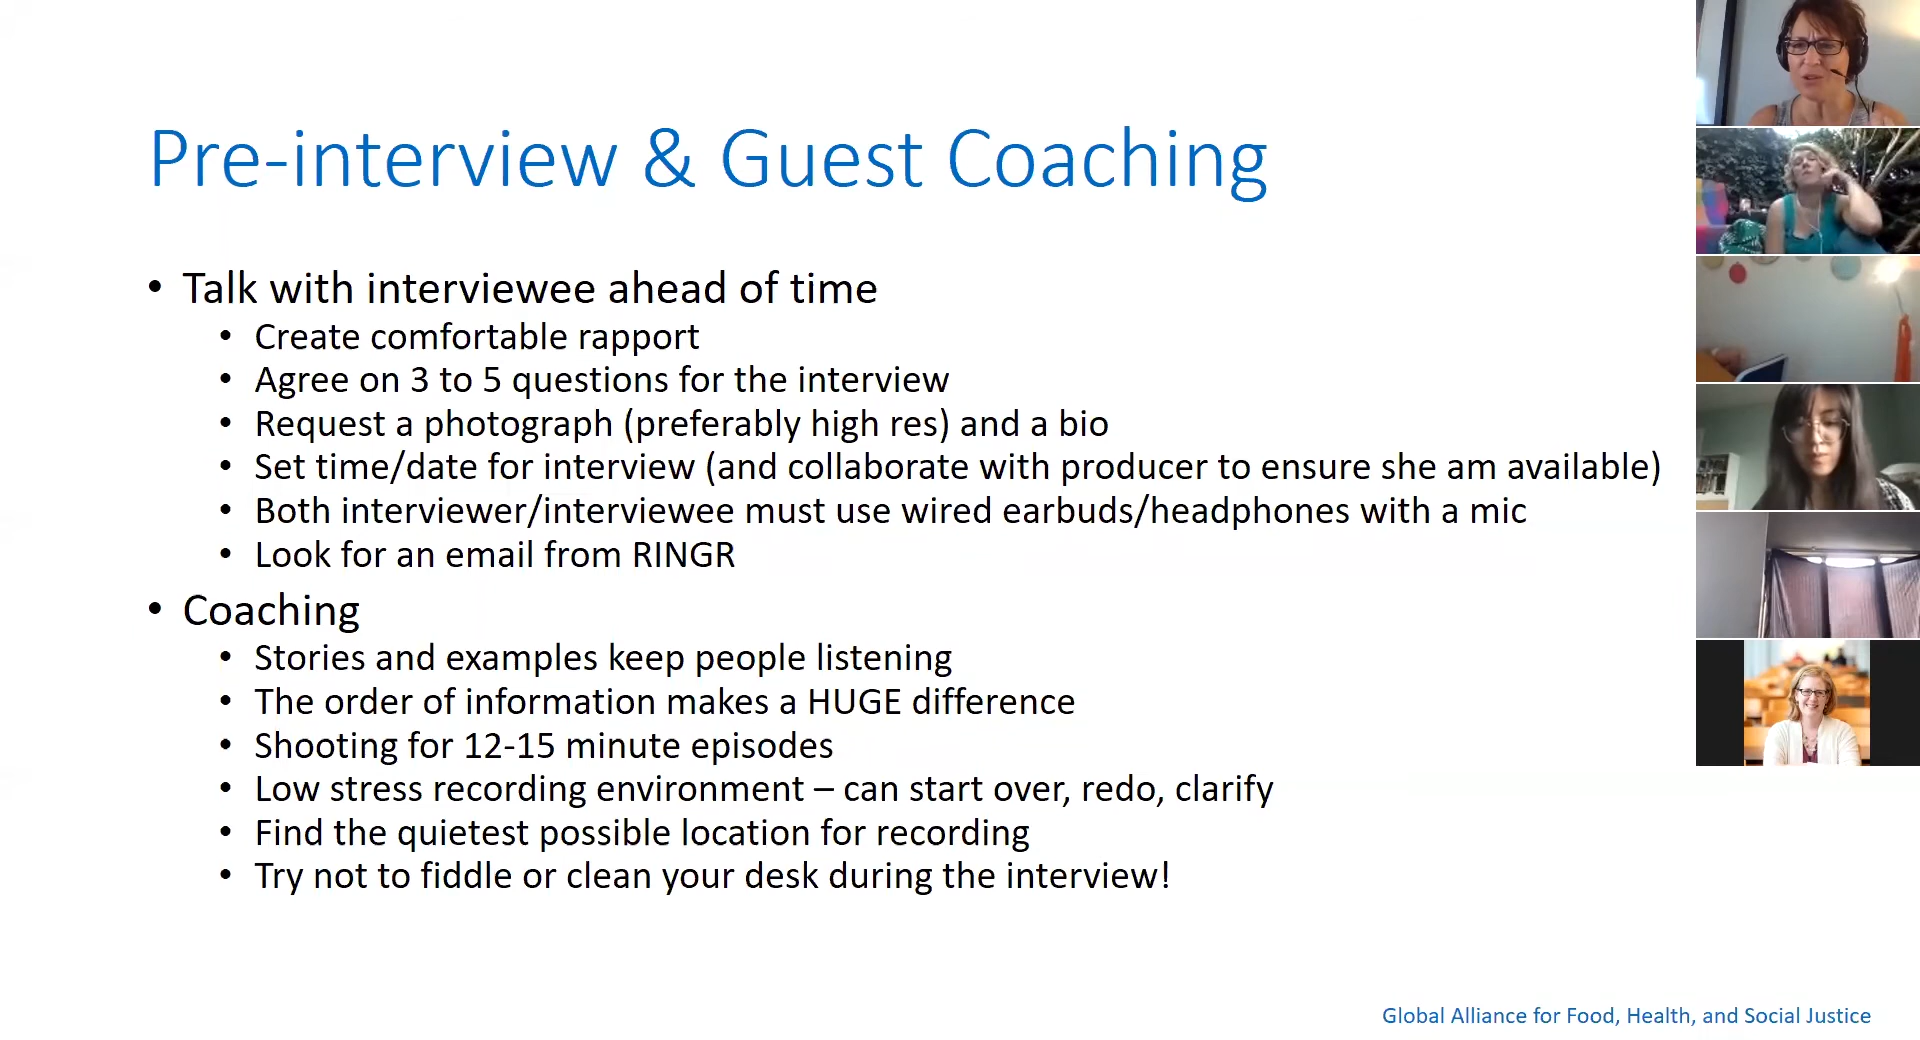 Pre-interview & Guest Coaching
• Talk with interviewee ahead of time
• Create comfortable rapport
• Agree on 3 to 5 questions for the interview
• Request a photograph (preferably high res) and a bio
• Set time/date for interview (and collaborate with producer to ensure she am available)
• Both interviewer/interviewee must use wired earbuds/headphones with a mic
• Look for an email from RINGR
• Coaching
• Stories and examples keep people listening
• The order of information makes a HUGE difference
• Shooting for 12-15 minute episodes
• Low stress recording environment – can start over, redo, clarify
• Find the quietest possible location for recording
• Try not to fiddle or clean your desk during the interview!
Global Alliance for Food, Health, and Social Justice